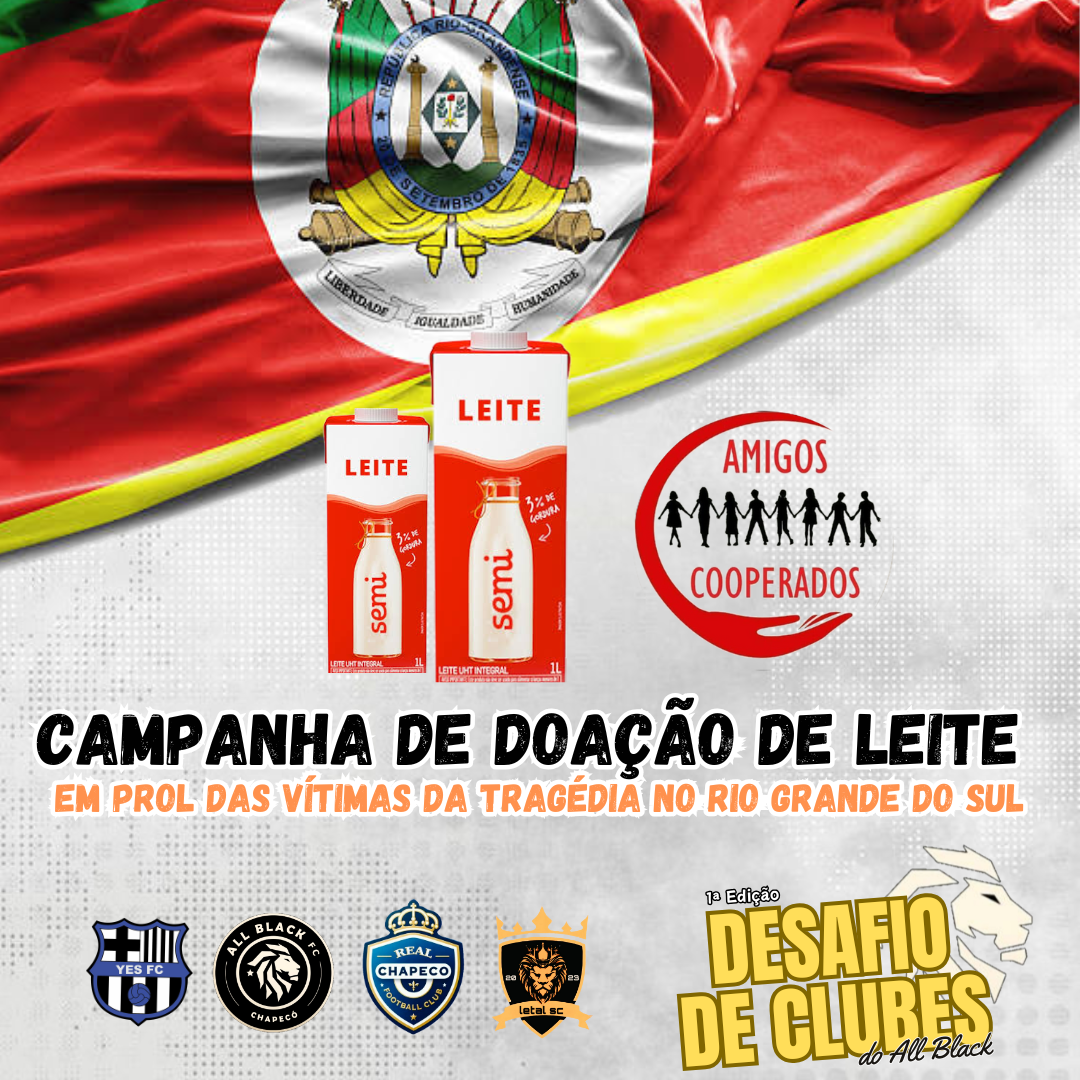 REPÚBLICA RIO-GRANDENSE
20 DE SETEMBRO DE 1835
LIBERDADE IGUALDADE HUMANIDADE
LEITE
3% DE
GORDURA
semi
LEITE UHT INTEGRAL 1L
LEITE
3% DE
GORDURA
semi
LEITE UHT INTEGRAL 1L
AMIGOS
COOPERADOS
CAMPANHA DE DOAÇÃO DE LEITE
EM PROL DAS VÍTIMAS DA TRAGÉDIA NO RIO GRANDE DO SUL
YES FC
ALL BLACK FC
CHAPECÓ
REAL
CHAPECO
FOOTBALL CLUB
20 23
letal sc
1ª Edição
DESAFIO
DE CLUBES
do All Black